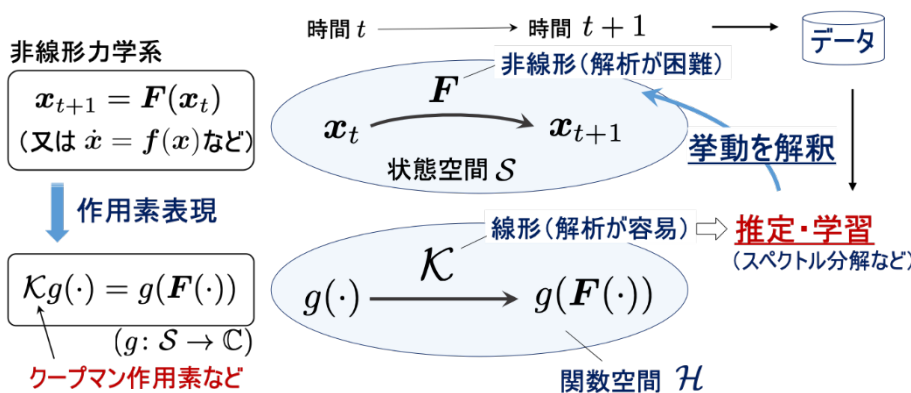 時間 t → 時間 t + 1
データ
非線形力学系
x_{t+1} = F(x_t)
(又は ẋ = f(x)など)
非線形(解析が困難)
F
x_t
x_{t+1}
状態空間 S
挙動を解釈
作用素表現
線形(解析が容易)
推定・学習
(スペクトル分解など)
𝒦g(·) = g(F(·))
(g: S → ℂ)
クープマン作用素など
𝒦
g(·)
g(F(·))
関数空間 ℋ